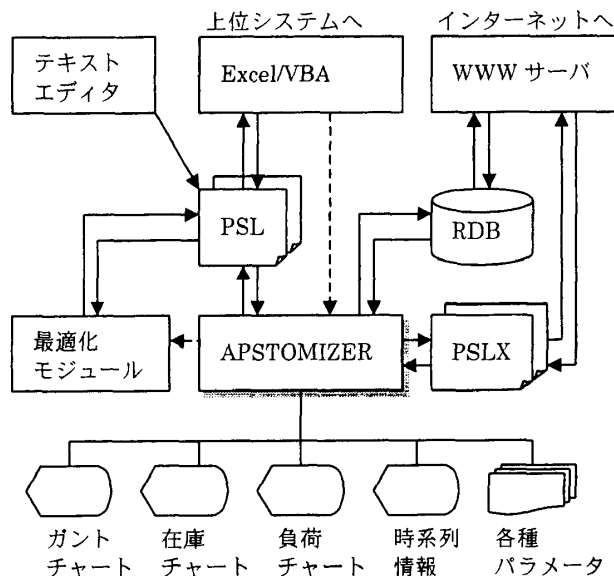 上位システムへ
インターネットへ
テキスト
エディタ
Excel/VBA
WWW サーバ
PSL
RDB
最適化
モジュール
APSTOMIZER
PSLX
ガント
チャート
在庫
チャート
負荷
チャート
時系列
情報
各種
パラメータ